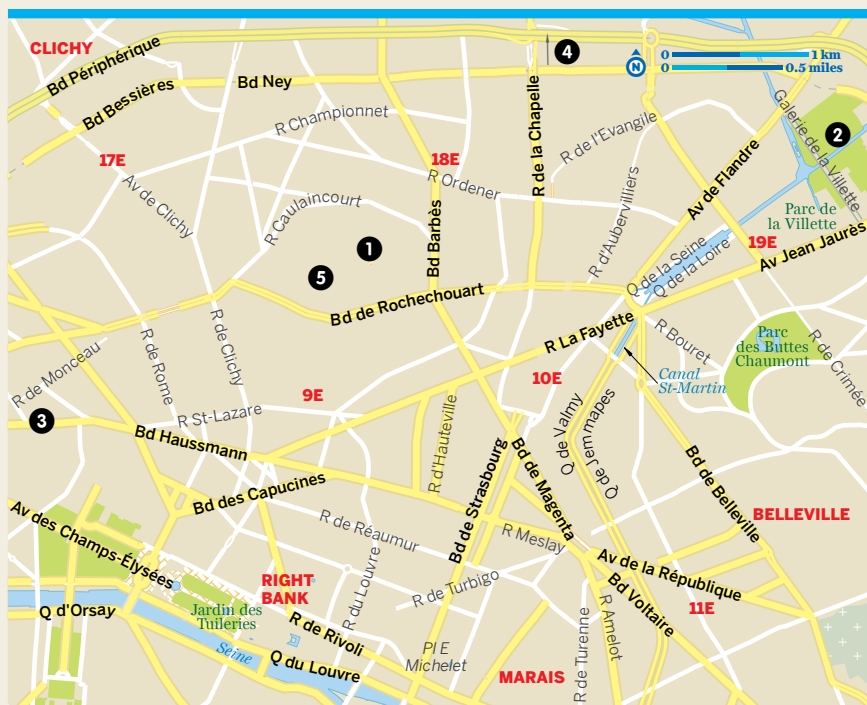 CLICHY
Bd Périphérique
4
0 1 km
N
0 0.5 miles
Bd Bessières
Bd Ney
R Championnet
R de la Chapelle
R de l'Evangile
Galerie de la Villette
2
17E
18E
R Ordener
Av de Flandre
Av de Clichy
R Caulaincourt
Bd Barbès
R d'Aubervilliers
Parc de
la Villette
1
19E
5
Q de la Seine
Q de la Loire
Av Jean Jaurès
Bd de Rochechouart
R La Fayette
R Bouret
Parc
des Buttes
Chaumont
R de Crimée
R de Monceau
R de Rome
R de Clichy
Canal
St-Martin
9E
10E
3
R St-Lazare
Bd Haussmann
R d'Hauteville
Q de Valmy
Q de Jemmapes
Bd de Strasbourg
Bd de Magenta
Bd de Belleville
Bd des Capucines
Av des Champs-Élysées
R de Réaumur
R Meslay
BELLEVILLE
Av de la République
RIGHT
BANK
R du Louvre
R de Turbigo
Bd Voltaire
11E
Q d'Orsay
Jardin des
Tuileries
R de Rivoli
R Amelot
R de Turenne
Seine
Q du Louvre
Pl E
Michelet
MARAIS